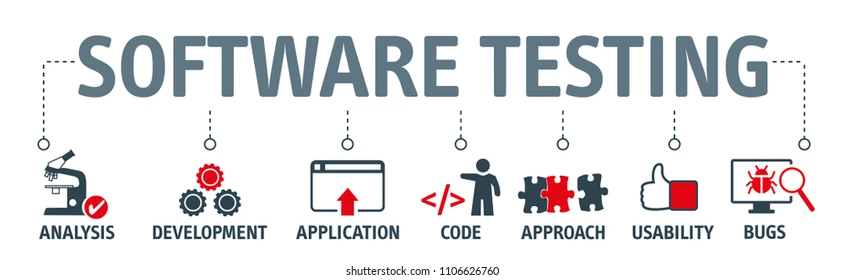 SOFTWARE TESTING
ANALYSIS DEVELOPMENT APPLICATION CODE APPROACH USABILITY BUGS
shutterstock.com · 1106626760